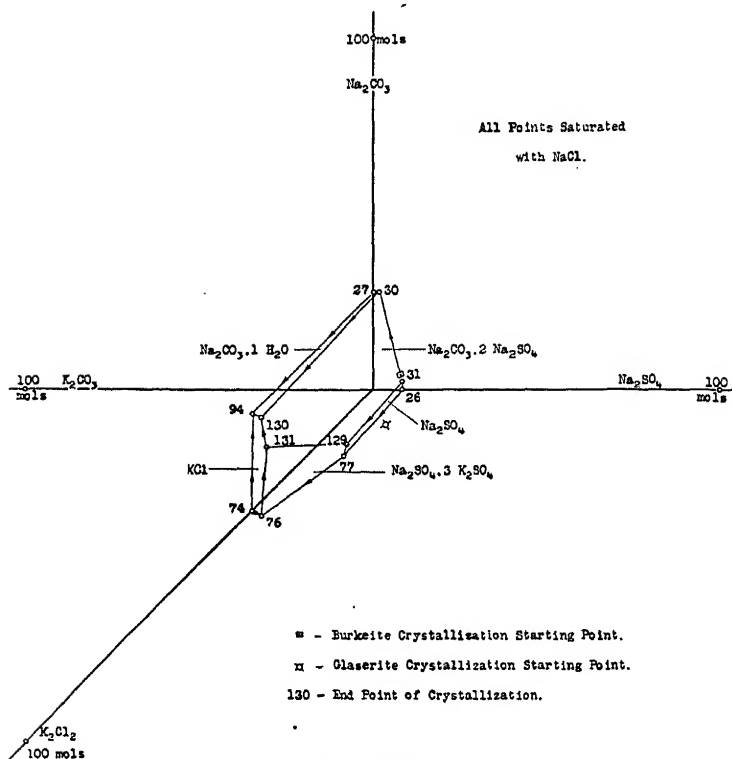 100 mols
Na2CO3
All Points Saturated
with NaCl.
27
30
Na2CO3.1 H2O
Na2CO3.2 Na2SO4
100
mols
K2CO3
31
26
Na2SO4
100
mols
94
130
131
129
Na2SO4
77
KCl
Na2SO4.3 K2SO4
74
76
¤ - Burkeite Crystallization Starting Point.
¤ - Glaserite Crystallization Starting Point.
130 - End Point of Crystallization.
K2Cl2
100 mols